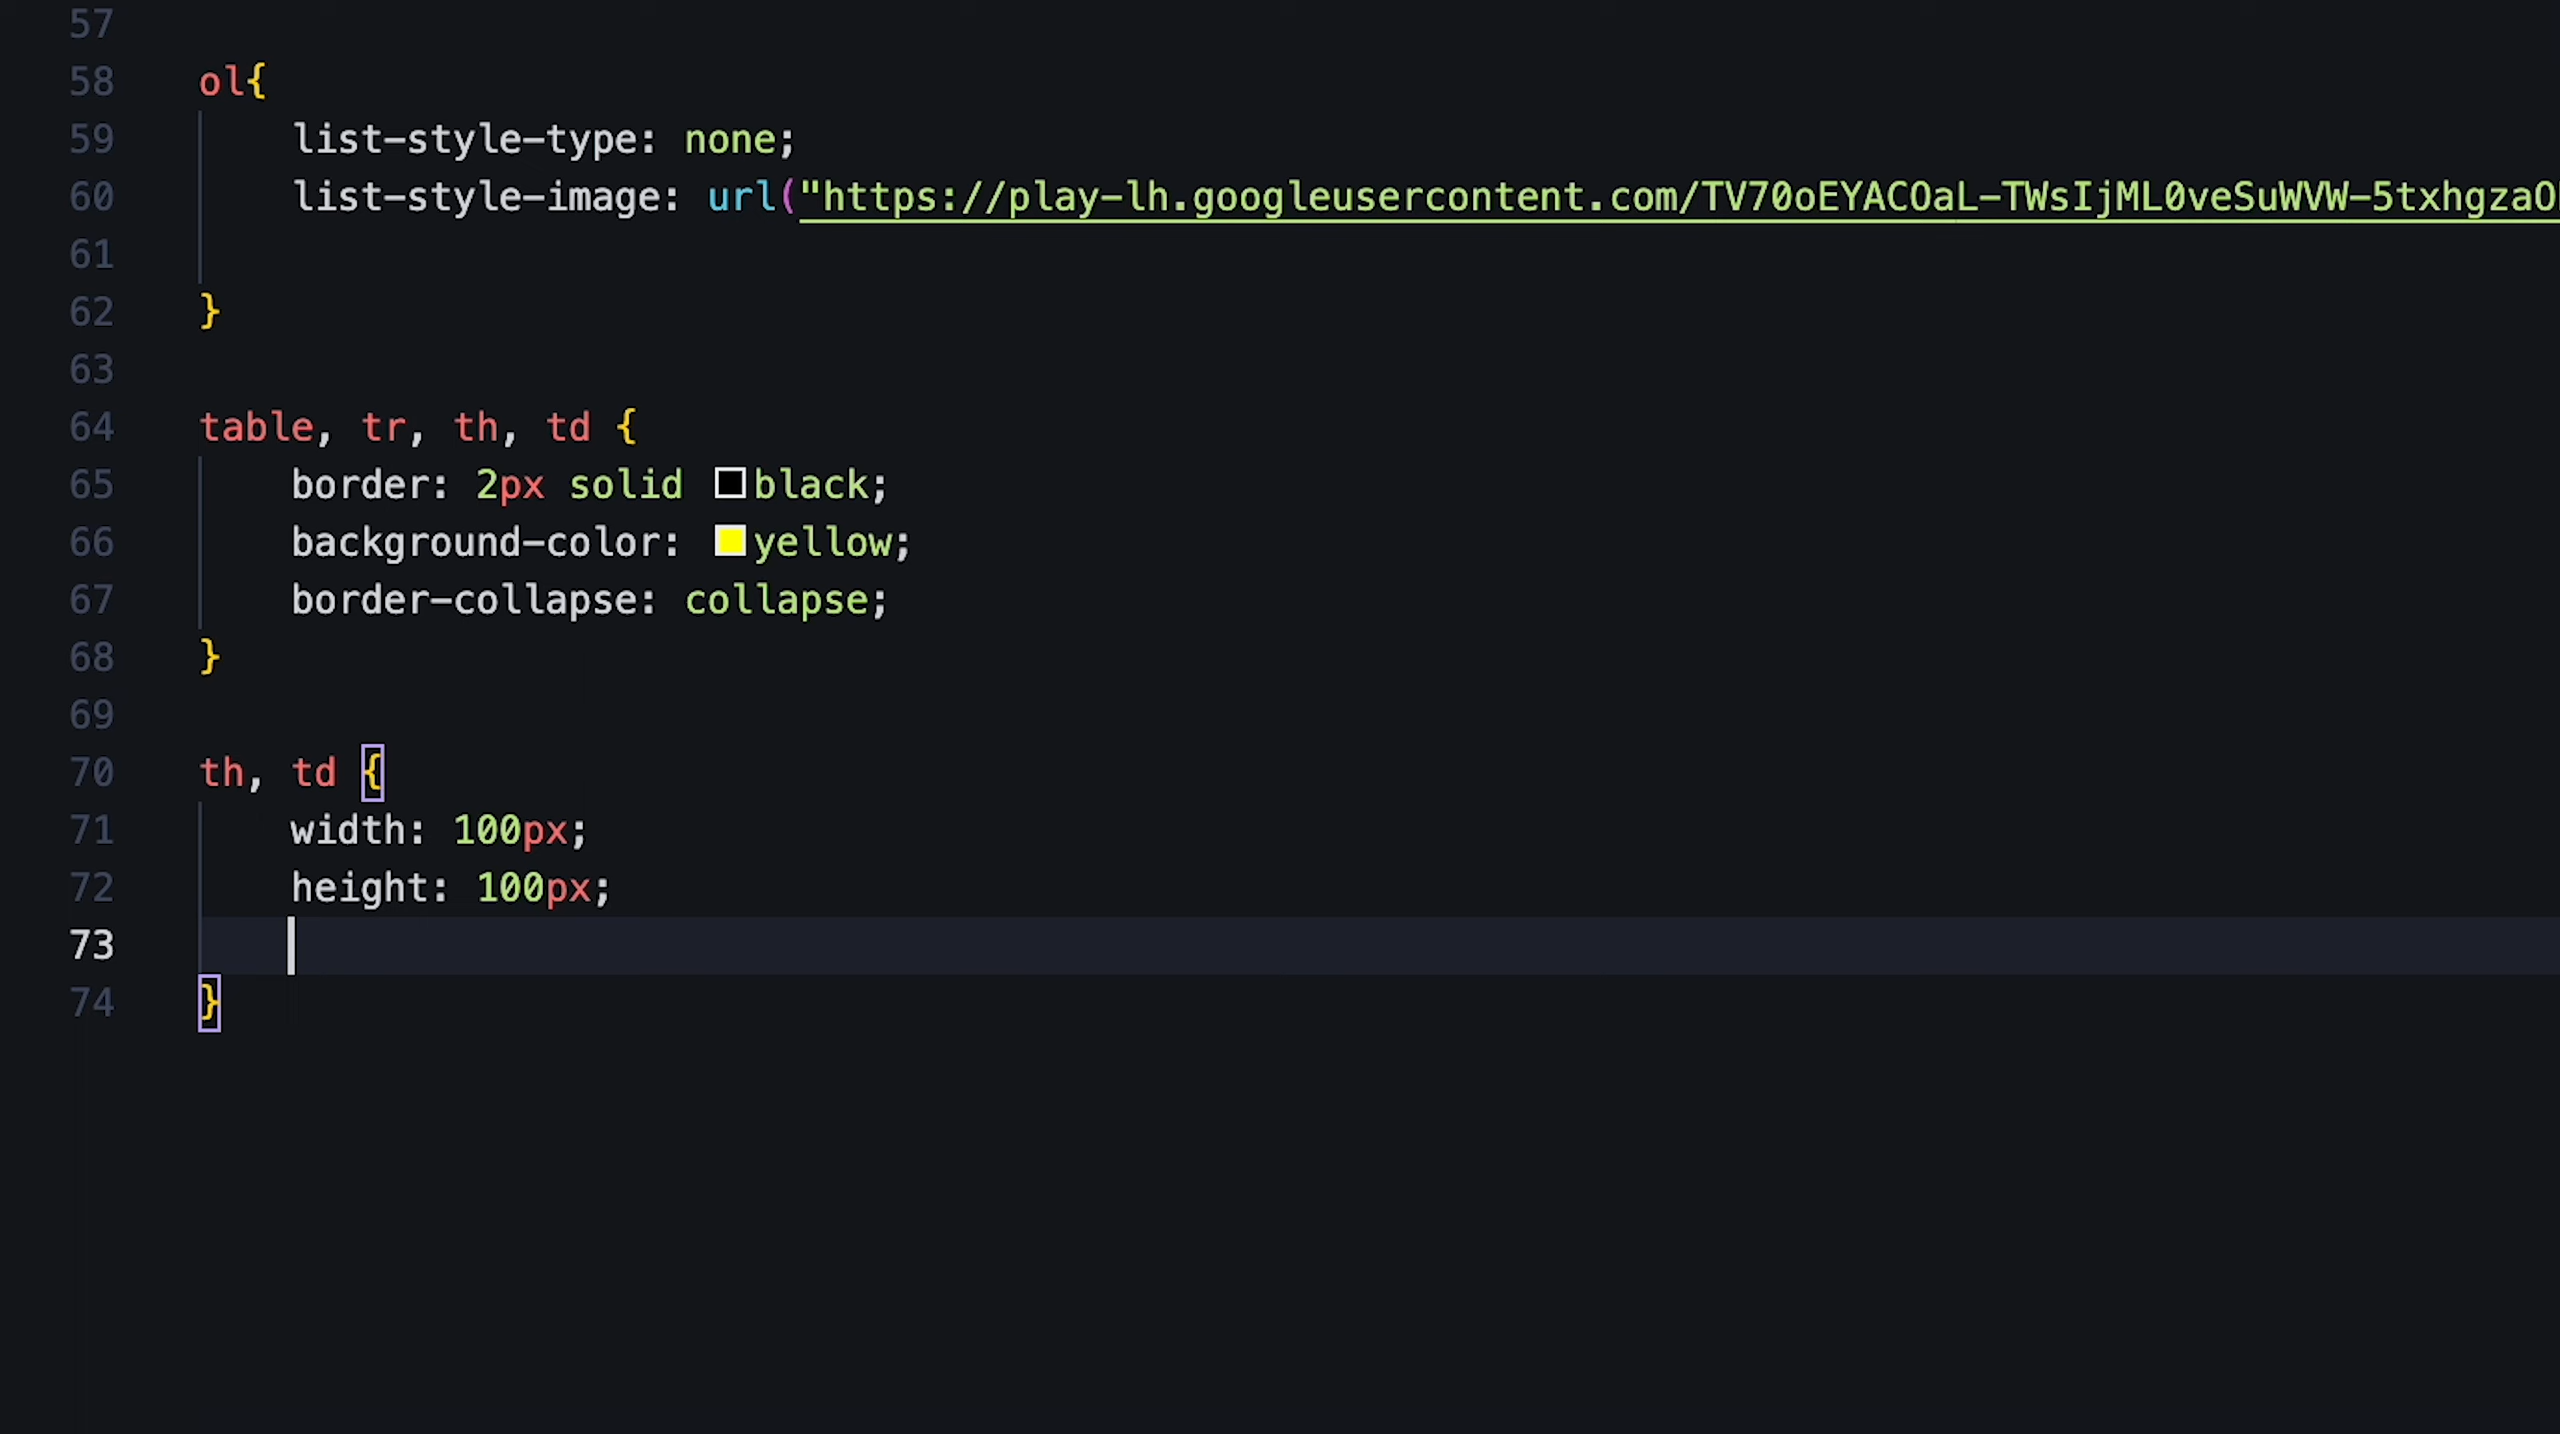 57
58 ol{
59 list-style-type: none;
60 list-style-image: url("https://play-lh.googleusercontent.com/TV70oEYACOaL-TWsIjML0veSuWVW-5txhgzaO
61
62 }
63
64 table, tr, th, td {
65 border: 2px solid black;
66 background-color: yellow;
67 border-collapse: collapse;
68 }
69
70 th, td {
71 width: 100px;
72 height: 100px;
73
74 }